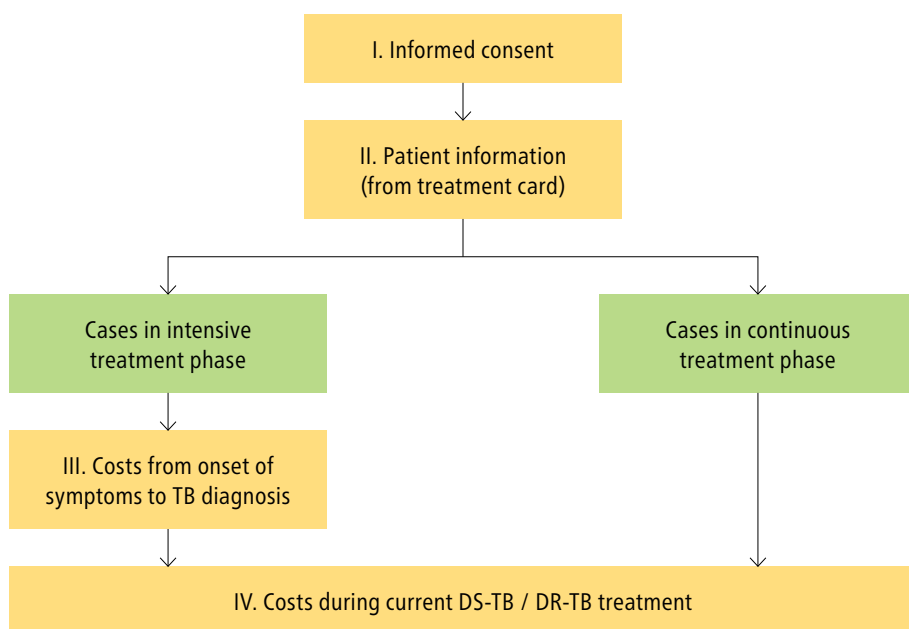 I. Informed consent
II. Patient information
(from treatment card)
Cases in intensive
treatment phase
Cases in continuous
treatment phase
III. Costs from onset of
symptoms to TB diagnosis
IV. Costs during current DS-TB / DR-TB treatment